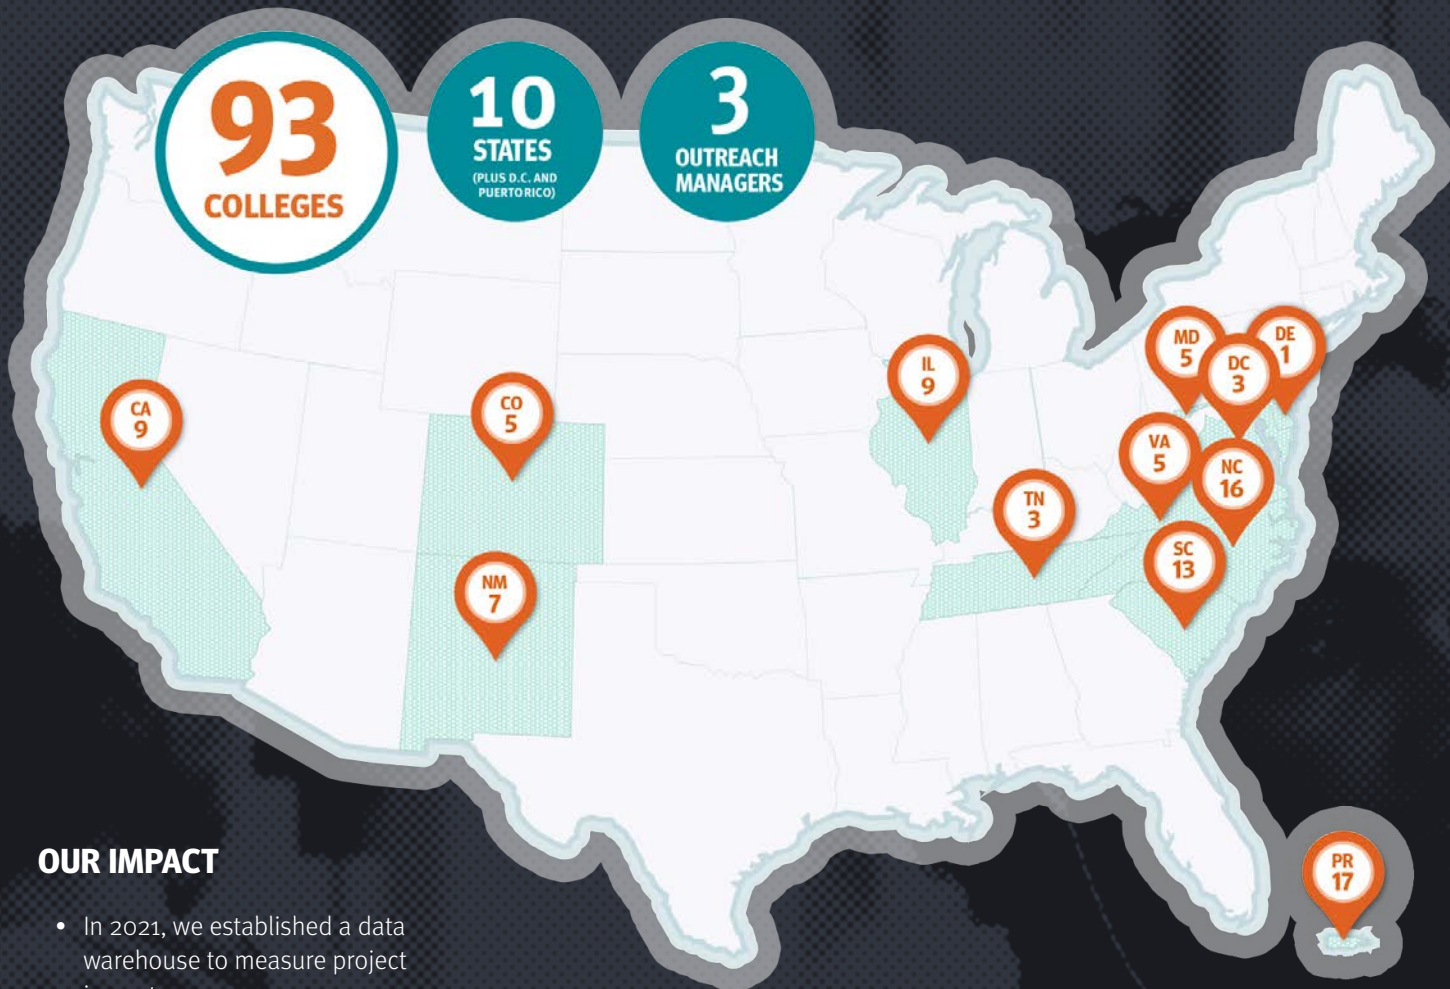 93
COLLEGES
10
STATES
(PLUS D.C. AND
PUERTO RICO)
3
OUTREACH
MANAGERS
CA
9
CO
5
NM
7
IL
9
TN
3
MD
5
DC
3
DE
1
VA
5
NC
16
SC
13
PR
17
OUR IMPACT
• In 2021, we established a data
warehouse to measure project